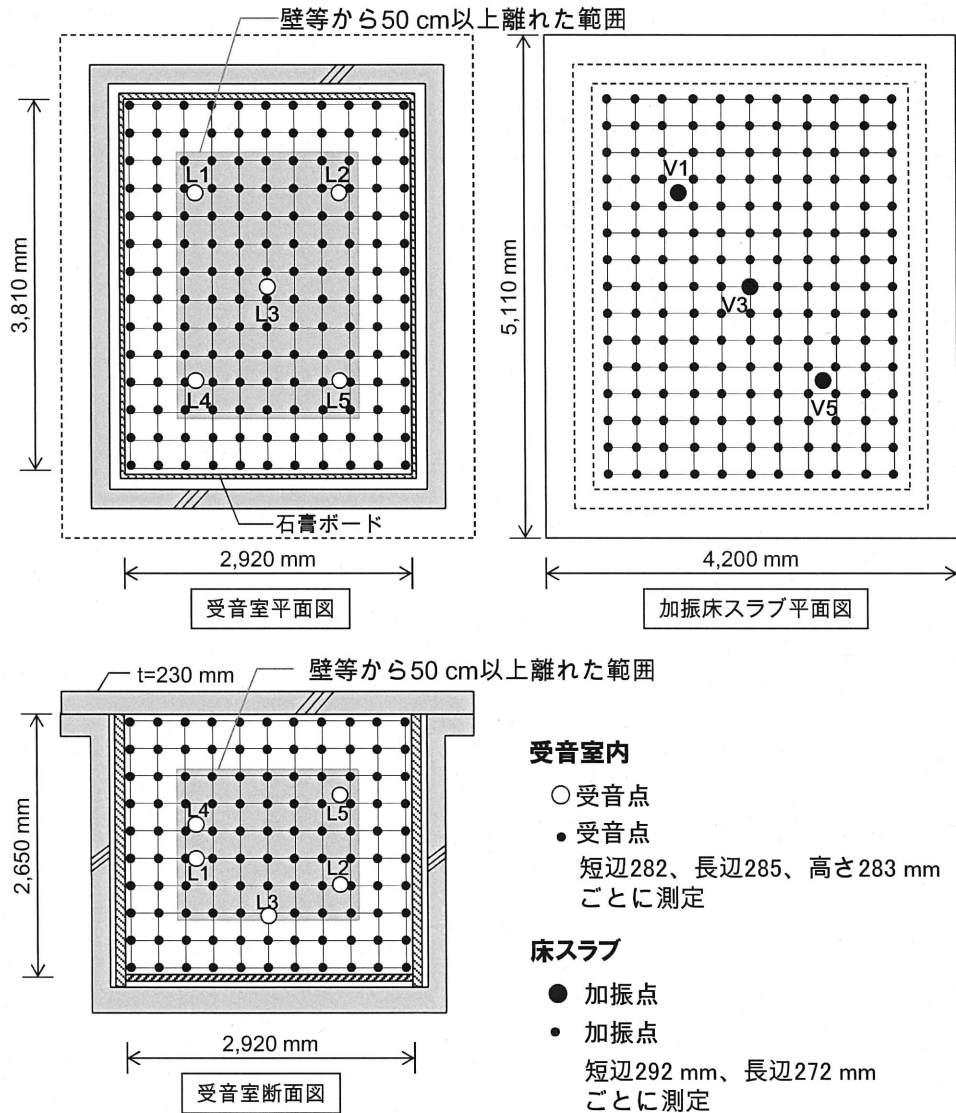 壁等から50 cm以上離れた範囲
L1
L2
L3
L4
L5
3,810 mm
石膏ボード
2,920 mm
受音室平面図
V1
V3
V5
5,110 mm
4,200 mm
加振床スラブ平面図
t=230 mm
壁等から50 cm以上離れた範囲
L4
L5
L1
L2
L3
2,650 mm
2,920 mm
受音室断面図
受音室内
受音点
受音点
短辺282、長辺285、高さ283 mm
ごとに測定
床スラブ
加振点
加振点
短辺292 mm、長辺272 mm
ごとに測定